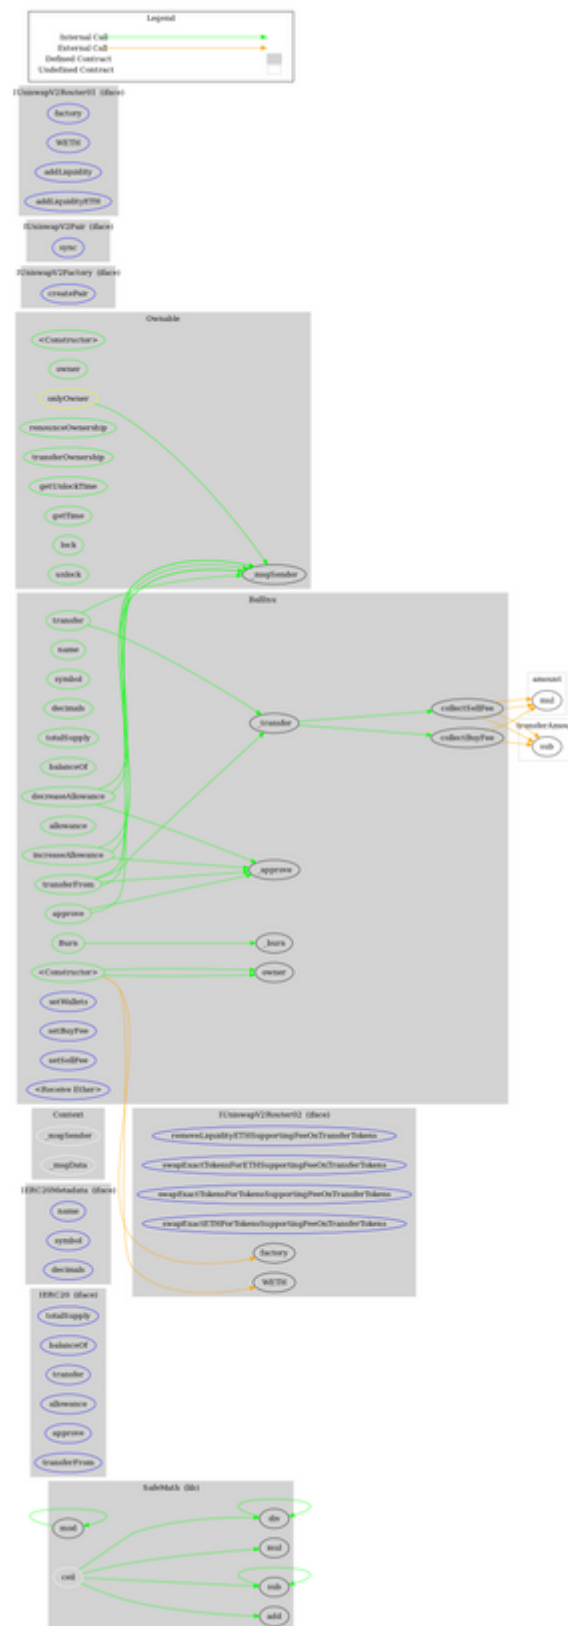 Legend
Internal Call
External Call
Defined Contract
Undefined Contract
IUniswapV2Router01 (iface)
factory
WETH
addLiquidity
addLiquidityETH
IUniswapV2Pair (iface)
sync
IUniswapV2Factory (iface)
createPair
Ownable
<Constructor>
owner
onlyOwner
renounceOwnership
transferOwnership
getUnlockTime
getTime
lock
unlock
_msgSender
transfer
name
symbol
decimals
totalSupply
balanceOf
decreaseAllowance
allowance
increaseAllowance
transferFrom
approve
Burn
<Constructor>
setWallets
setBuyFee
setSellFee
<Receive Ether>
_transfer
_approve
_burn
owner
collectSellFee
collectBuyFee
amount
mul
sub
Context
_msgSender
_msgData
IERC20Metadata (iface)
name
symbol
decimals
IUniswapV2Router02 (iface)
removeLiquidityETHSupportingFeeOnTransferTokens
swapExactTokensForETHSupportingFeeOnTransferTokens
swapExactTokensForTokensSupportingFeeOnTransferTokens
swapExactETHForTokensSupportingFeeOnTransferTokens
factory
WETH
IERC20 (iface)
totalSupply
balanceOf
transfer
allowance
approve
transferFrom
SafeMath (lib)
mod
ceil
div
mul
sub
add